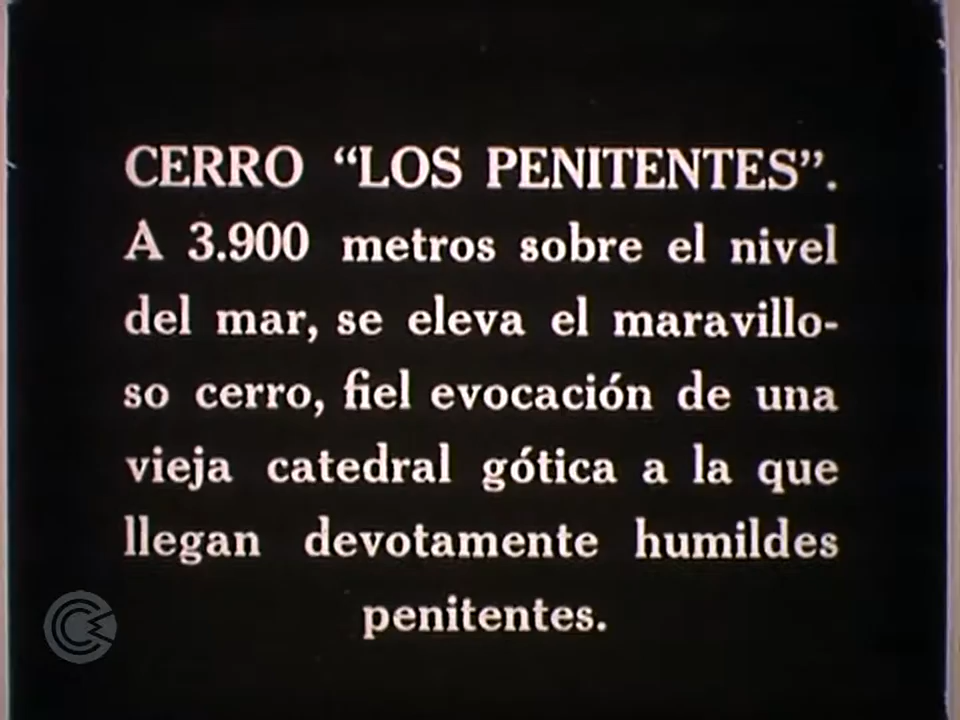 CERRO “LOS PENITENTES”.
A 3.900 metros sobre el nivel
del mar, se eleva el maravillo-
so cerro, fiel evocación de una
vieja catedral gótica a la que
llegan devotamente humildes
penitentes.